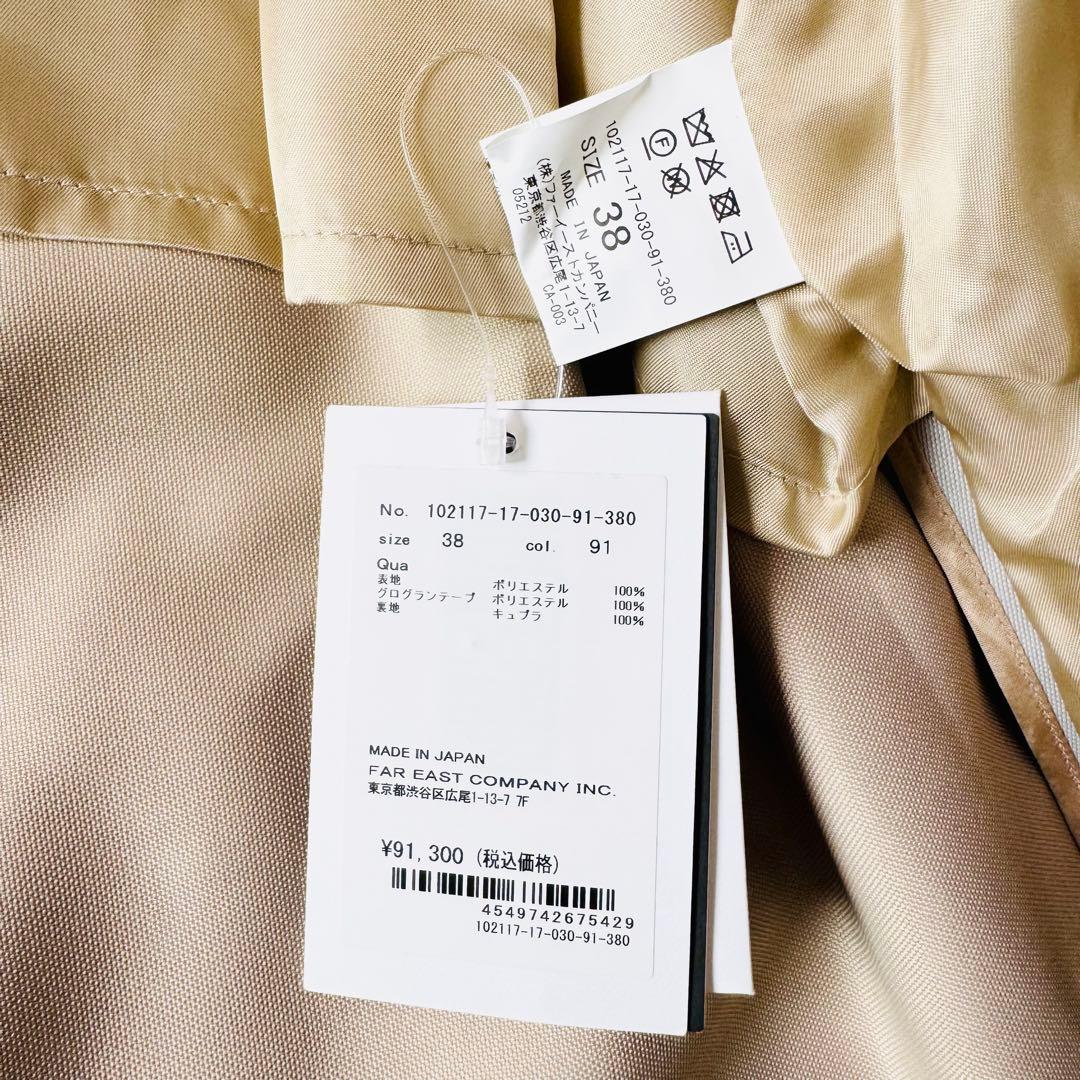 102117-17-030-91-380
SIZE 38
MADE IN JAPAN
(株)ファーイーストカンパニー
東京都渋谷区広尾1-13-7
05212 CA-003
F
No. 102117-17-030-91-380
size 38 col. 91
Qua
表地 ポリエステル 100%
グログランテープ ポリエステル 100%
裏地 キュプラ 100%
MADE IN JAPAN
FAR EAST COMPANY INC.
東京都渋谷区広尾1-13-7 7F
¥91,300 (税込価格)
4549742675429
102117-17-030-91-380